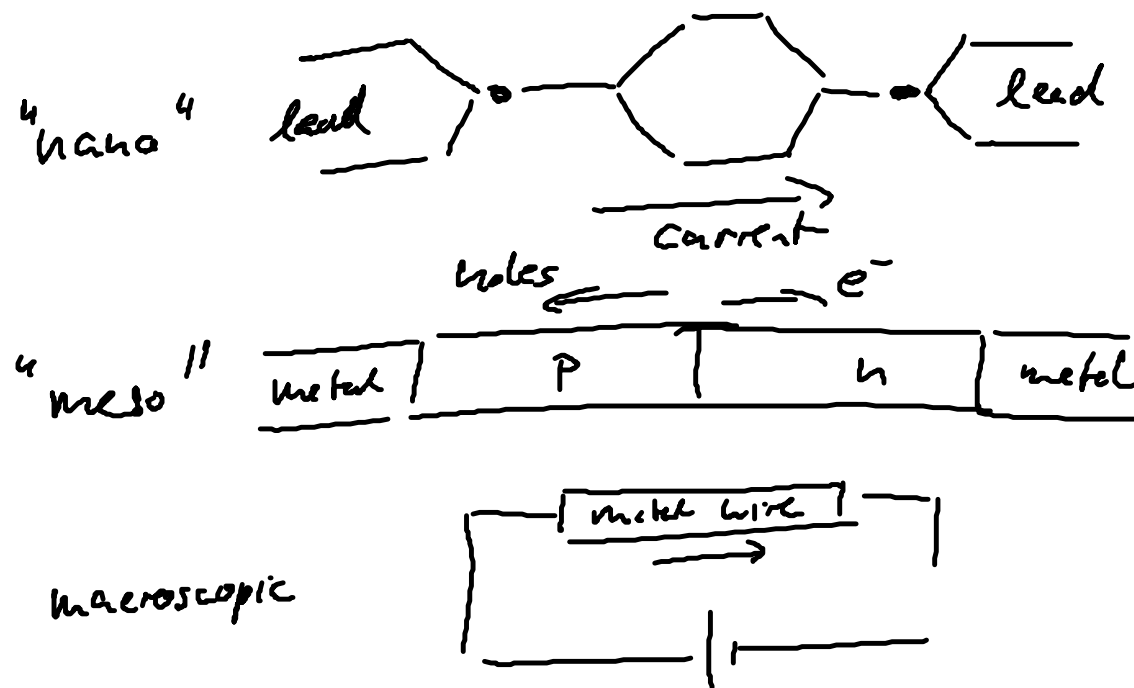 "nano" lead lead
current
holes e⁻
"meso" metal p n metal
metal wire
macroscopic